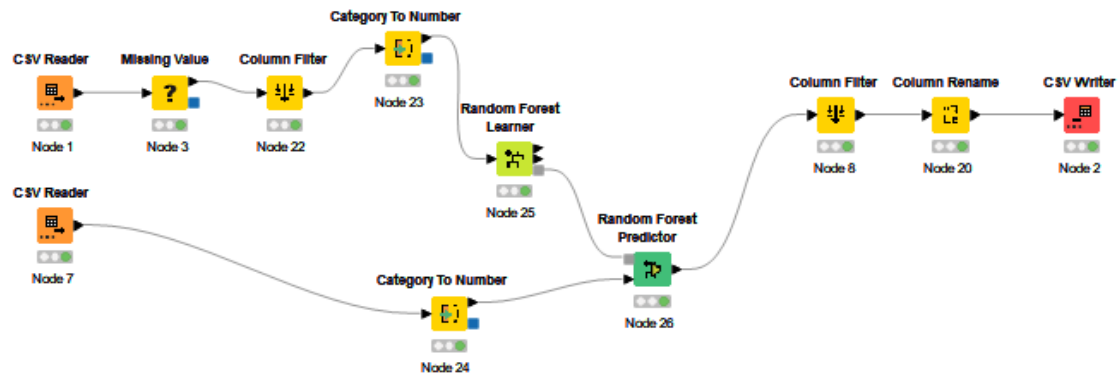 Category To Number
CSV Reader
Missing Value
Column Filter
Node 23
Node 1
Node 3
Node 22
Random Forest
Learner
Node 25
Column Filter
Column Rename
CSV Writer
Node 8
Node 20
Node 2
CSV Reader
Node 7
Random Forest
Predictor
Node 26
Category To Number
Node 24
?